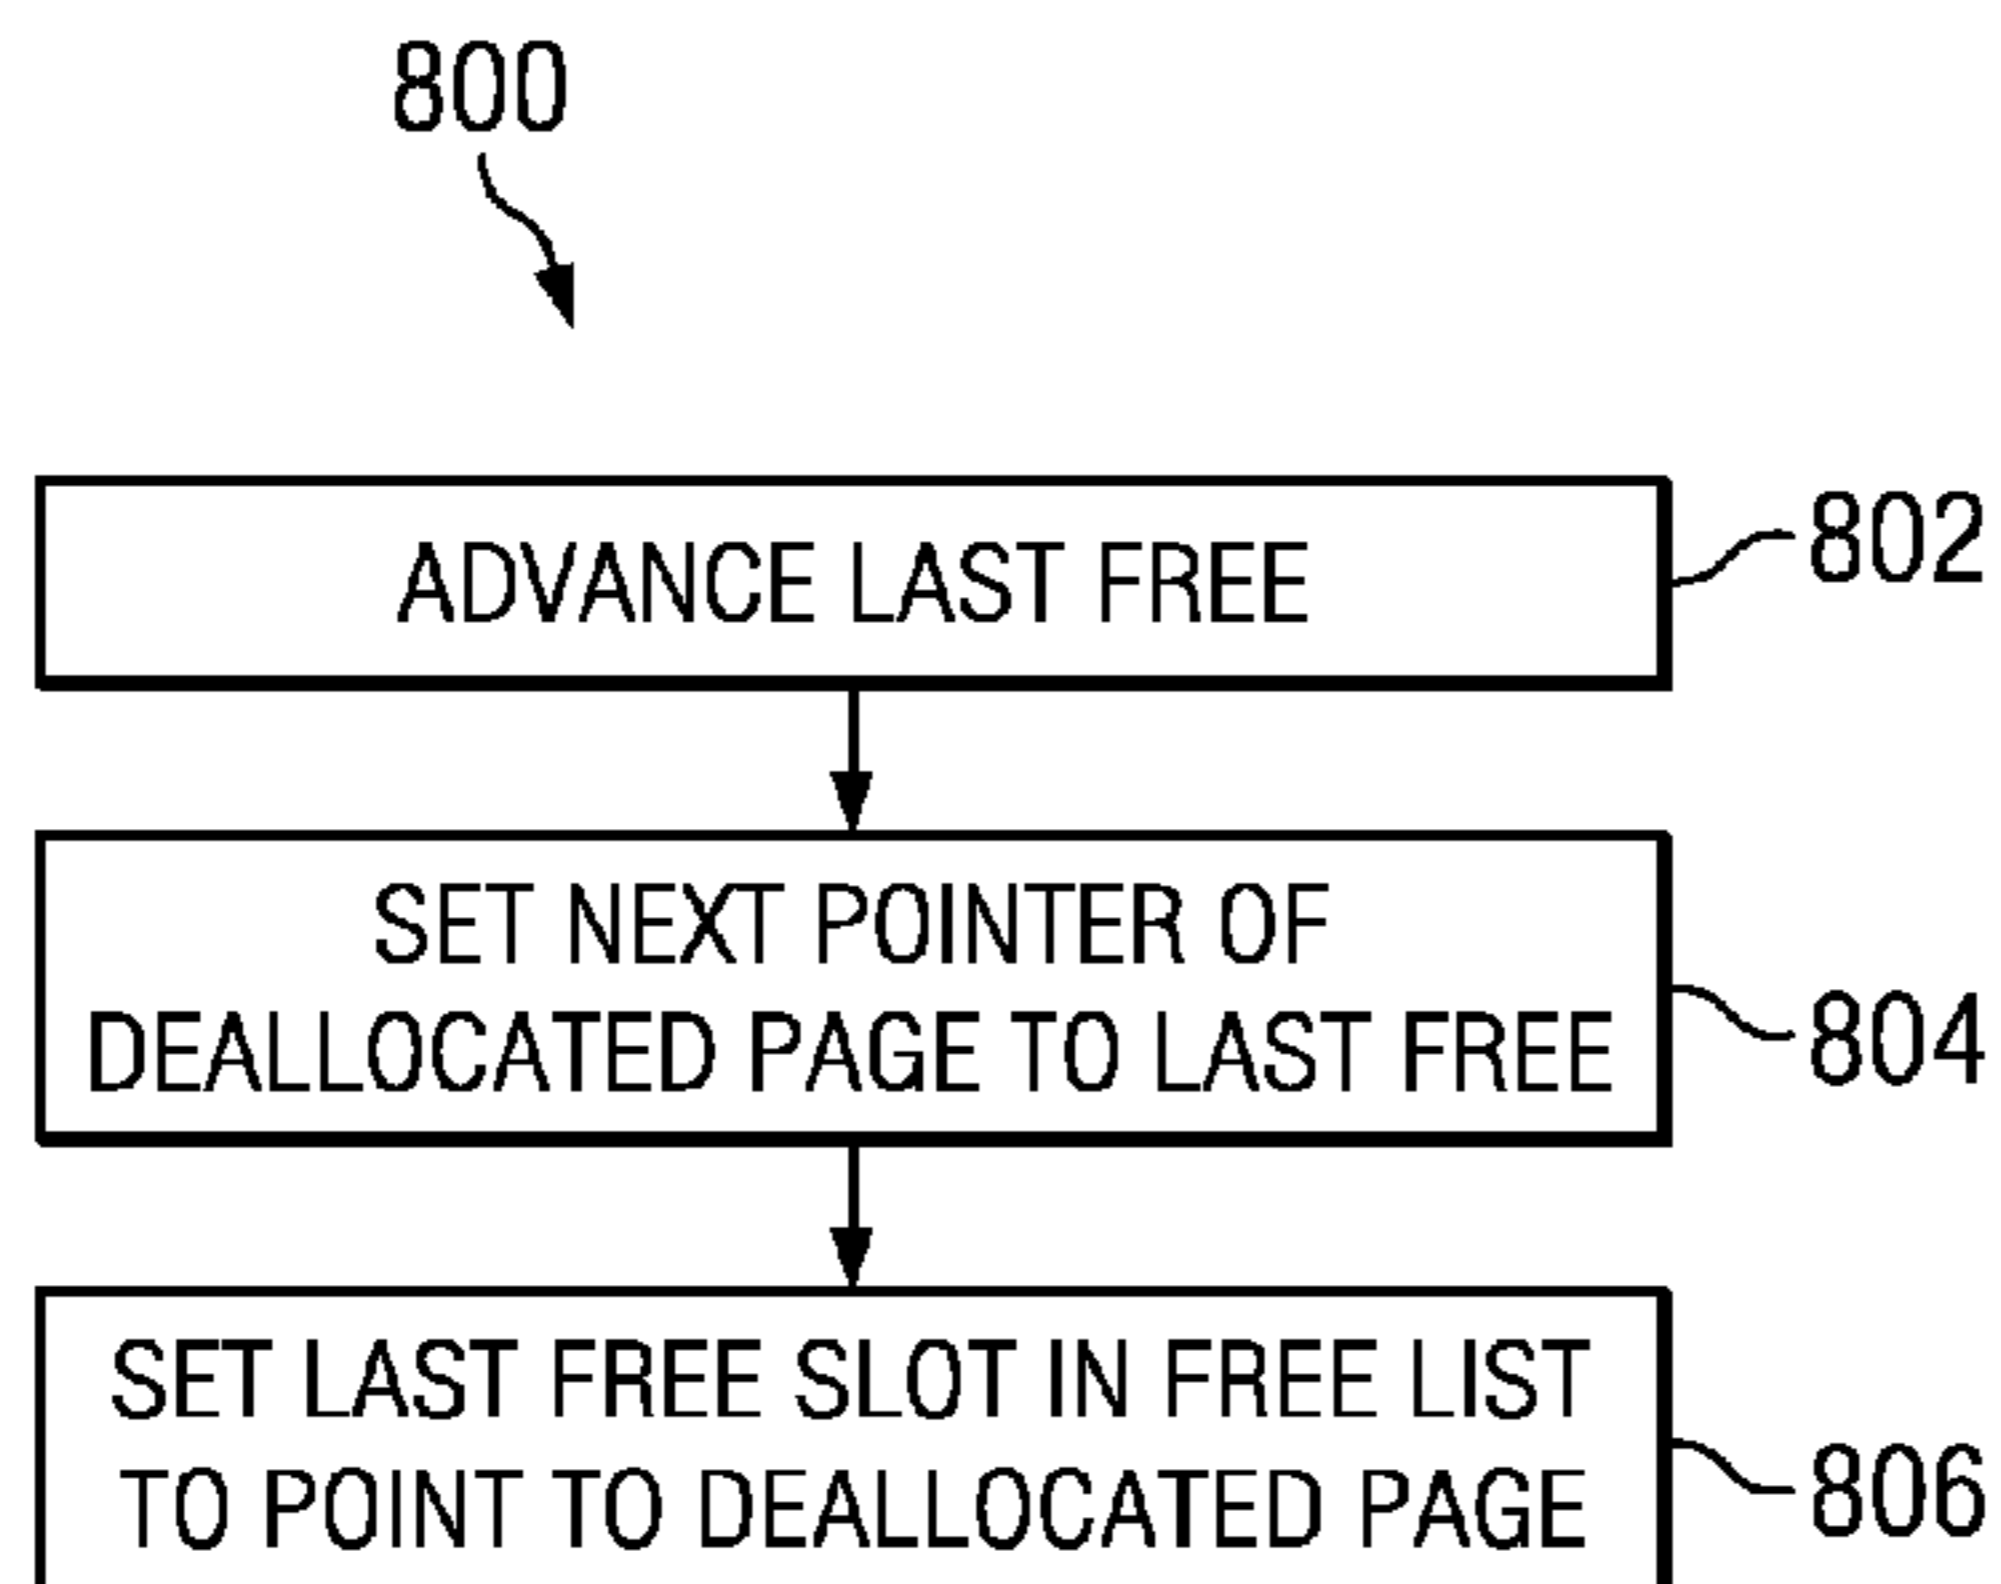 800
ADVANCE LAST FREE
802
SET NEXT POINTER OF
DEALLOCATED PAGE TO LAST FREE
804
SET LAST FREE SLOT IN FREE LIST
TO POINT TO DEALLOCATED PAGE
806